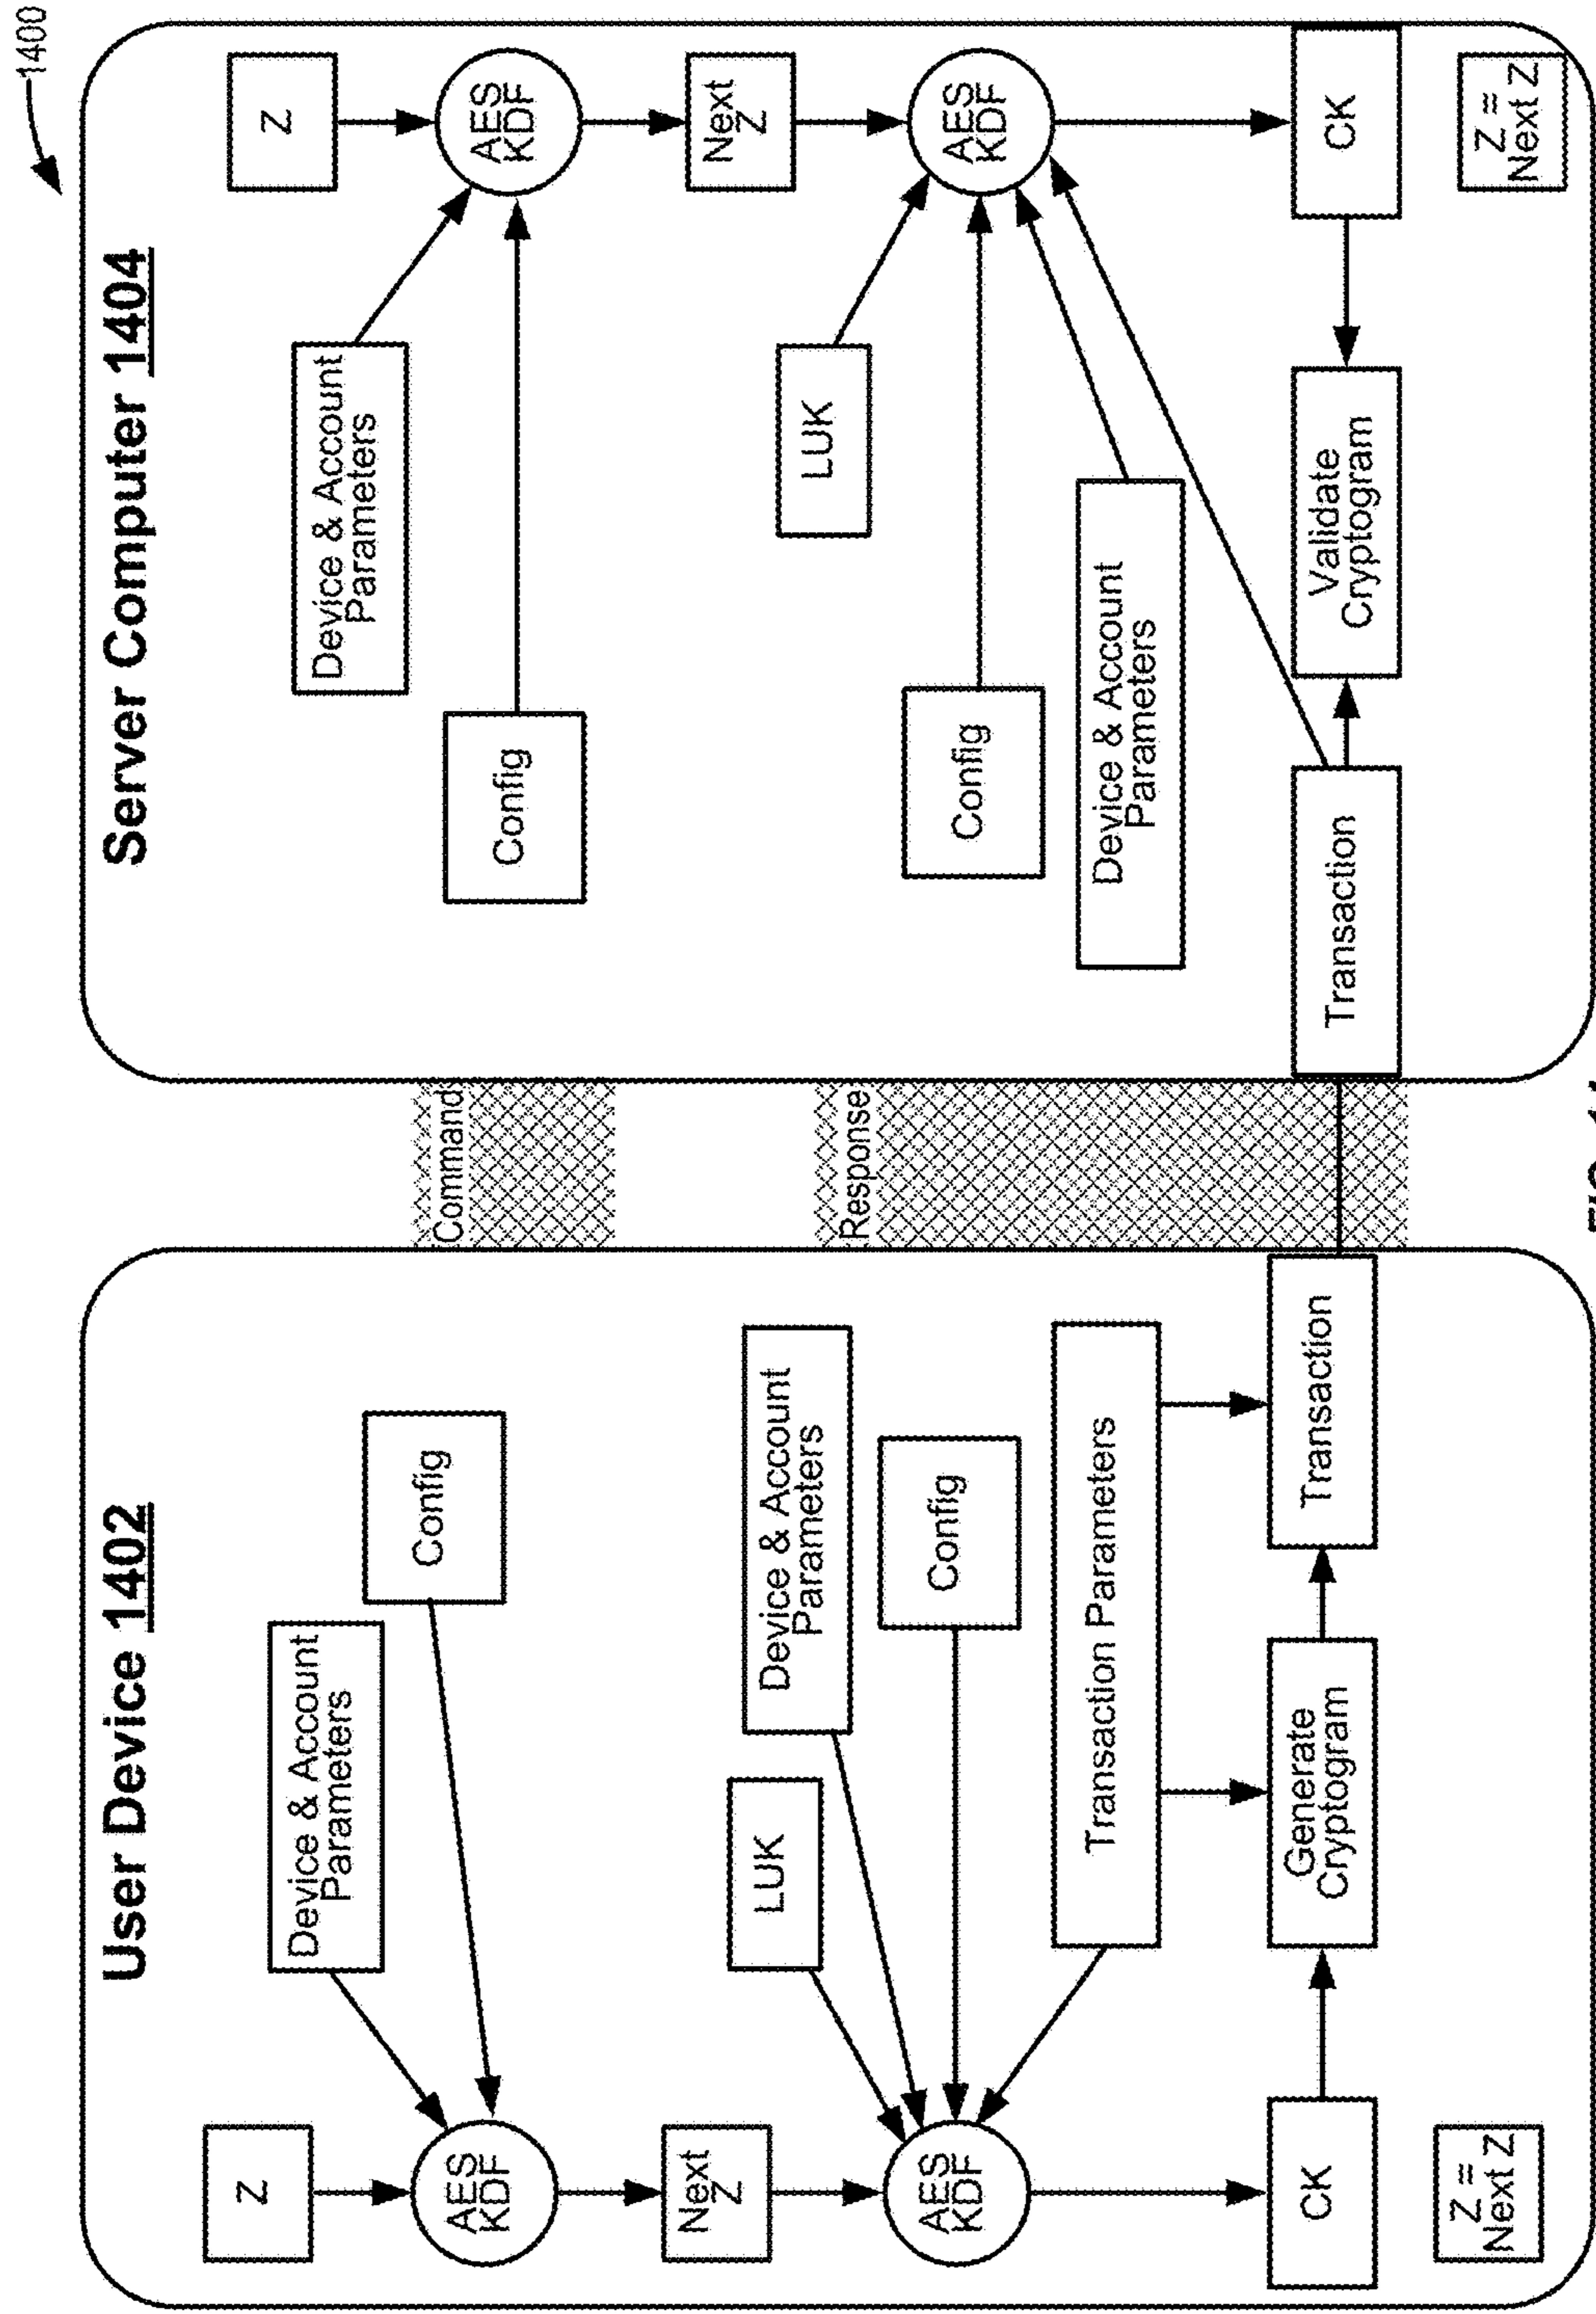 1400
User Device 1402
Z
Device & Account
Parameters
Config
AES
KDF
Next
Z
LUK
Device & Account
Parameters
Config
AES
KDF
Transaction Parameters
CK
Generate
Cryptogram
Transaction
Z =
Next Z
Command
Response
Server Computer 1404
Z
Device & Account
Parameters
Config
AES
KDF
Next
Z
LUK
Config
AES
KDF
Device & Account
Parameters
Transaction
Validate
Cryptogram
CK
Z =
Next Z